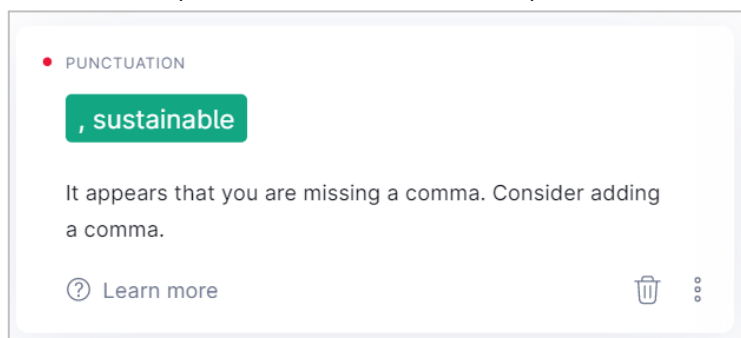 PUNCTUATION
, sustainable
It appears that you are missing a comma. Consider adding
a comma.
Learn more